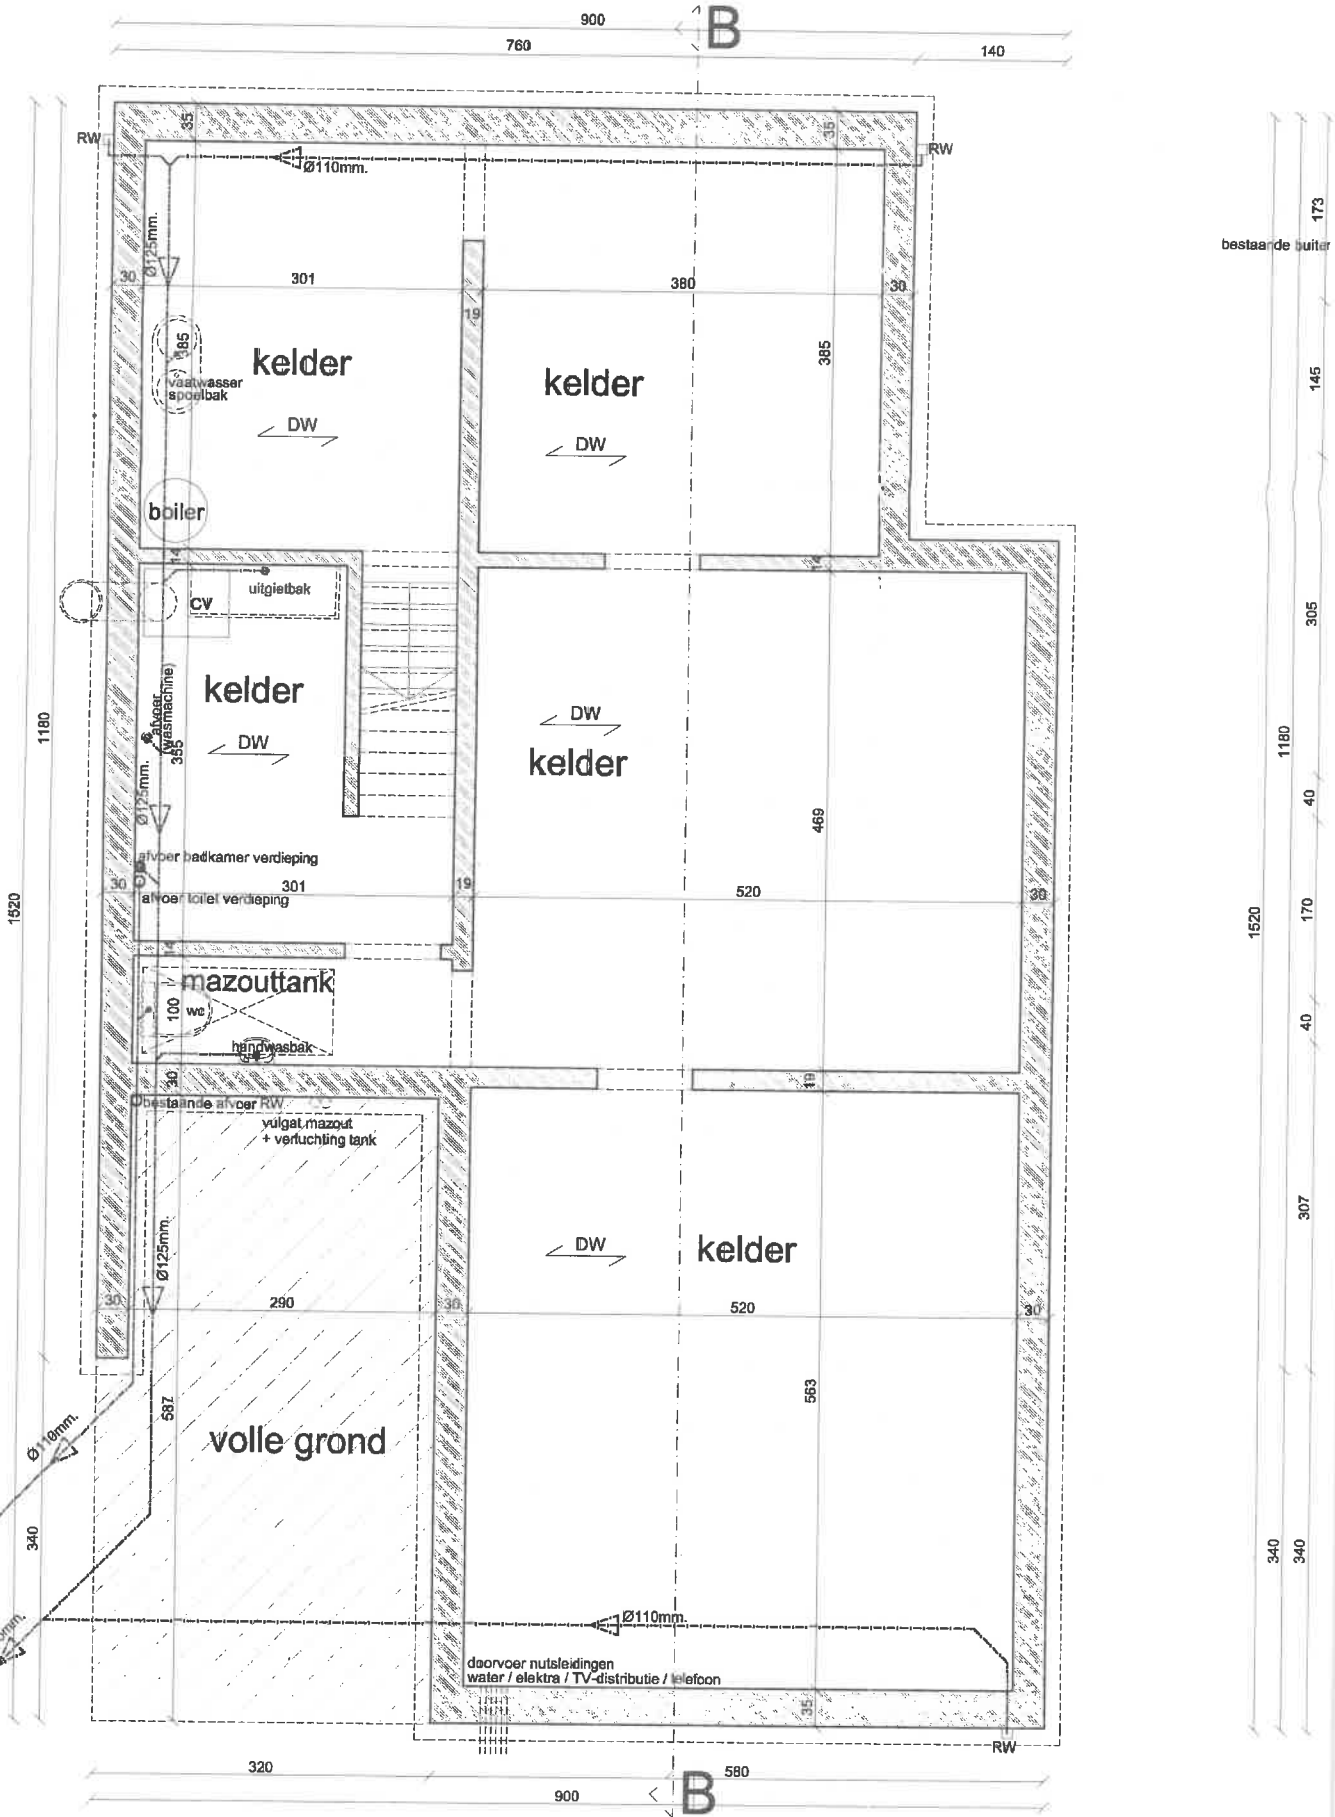 900
B
760
140
35
35
RW
RW
Ø110mm.
173
Ø125mm.
bestaande buiter
30
301
380
30
19
385
385
kelder
kelder
vaatwasser
spoelbak
145
DW
DW
boiler
14
14
uitgietbak
CV
305
kelder
afvoer
(wasmachine)
355
DW
DW
kelder
1180
1180
Ø125mm.
40
469
afvoer badkamer verdieping
30
301
19
520
30
afvoer toilet verdieping
1520
1520
170
14
mazouttank
100
wc
40
handwasbak
30
19
bestaande afvoer RW
vulgat mazout
+ verluchting tank
307
Ø125mm.
DW
kelder
30
290
30
520
30
587
563
volle grond
Ø110mm.
340
340
340
Ø110mm.
doorvoer nutsleidingen
water / elektra / TV-distributie / telefoon
35
RW
320
580
900
B